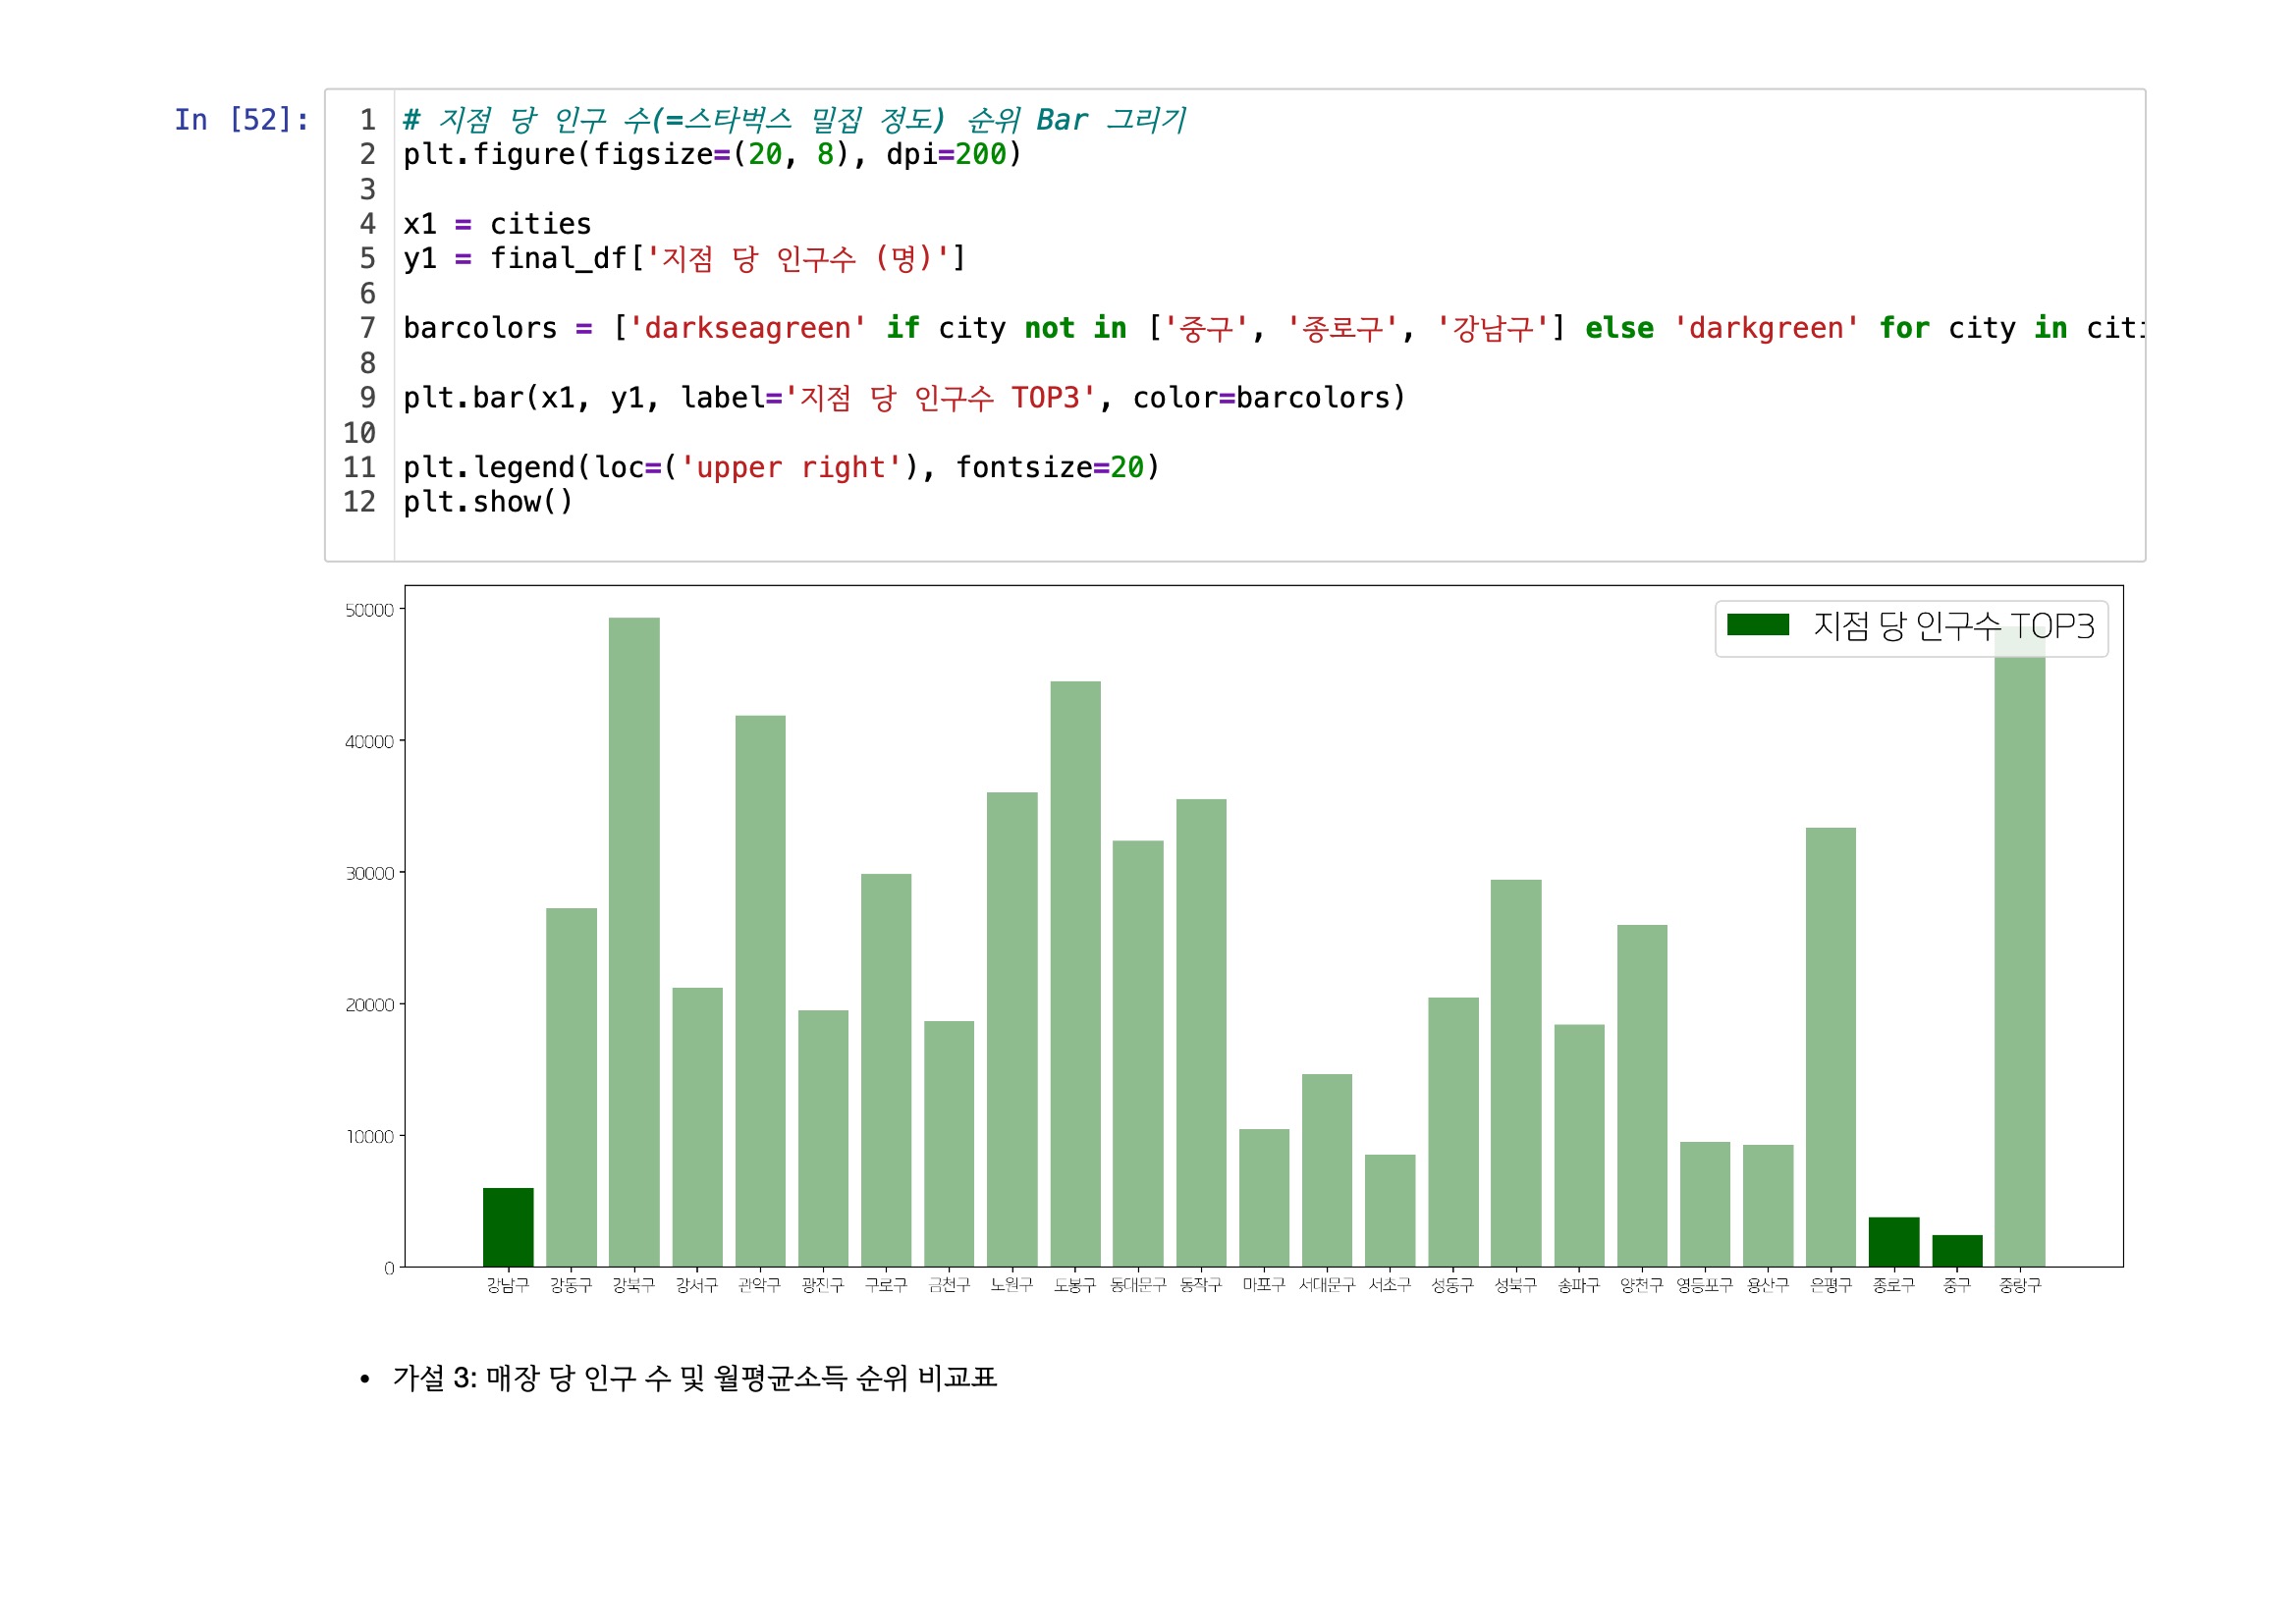 In [52]:
1 # 지점 당 인구 수(=스타벅스 밀집 정도) 순위 Bar 그리기
2 plt.figure(figsize=(20, 8), dpi=200)
3
4 x1 = cities
5 y1 = final_df['지점 당 인구수 (명)']
6
7 barcolors = ['darkseagreen' if city not in ['중구', '종로구', '강남구'] else 'darkgreen' for city in citi
8
9 plt.bar(x1, y1, label='지점 당 인구수 TOP3', color=barcolors)
10
11 plt.legend(loc=('upper right'), fontsize=20)
12 plt.show()
지점 당 인구수 TOP3
50000
40000
30000
20000
10000
0
강남구 강동구 강북구 강서구 관악구 광진구 구로구 금천구 노원구 도봉구 동대문구 동작구 마포구 서대문구 서초구 성동구 성북구 송파구 양천구 영등포구 용산구 은평구 종로구 중구 중랑구
• 가설 3: 매장 당 인구 수 및 월평균소득 순위 비교표